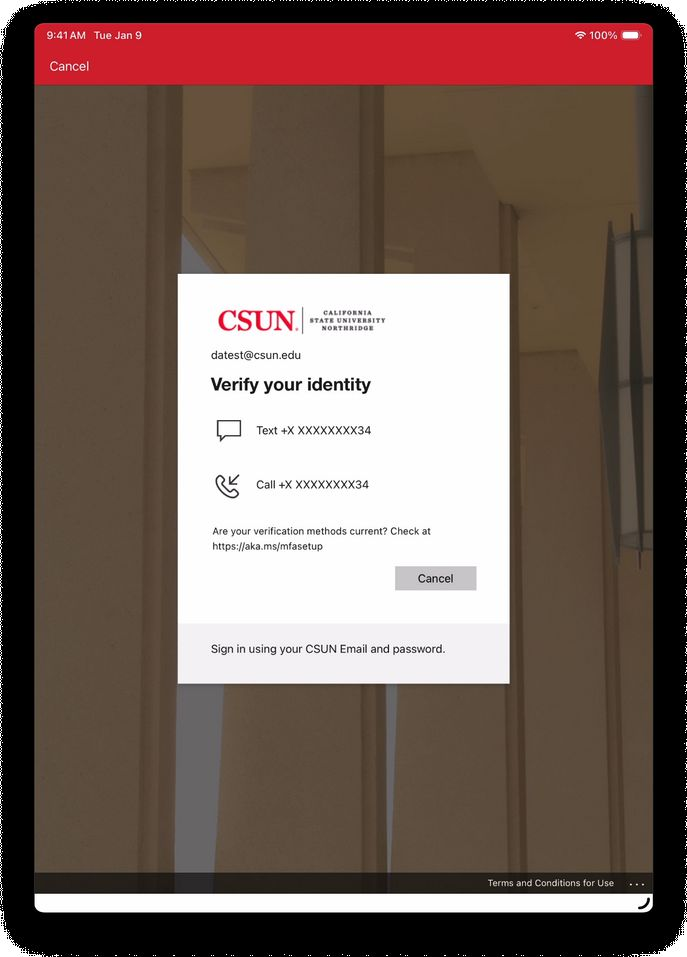 9:41 AM Tue Jan 9
100%
Cancel
CSUN.
CALIFORNIA
STATE UNIVERSITY
NORTHRIDGE
datest@csun.edu
Verify your identity
Text +X XXXXXXXX34
Call +X XXXXXXXX34
Are your verification methods current? Check at
https://aka.ms/mfasetup
Cancel
Sign in using your CSUN Email and password.
Terms and Conditions for Use
...